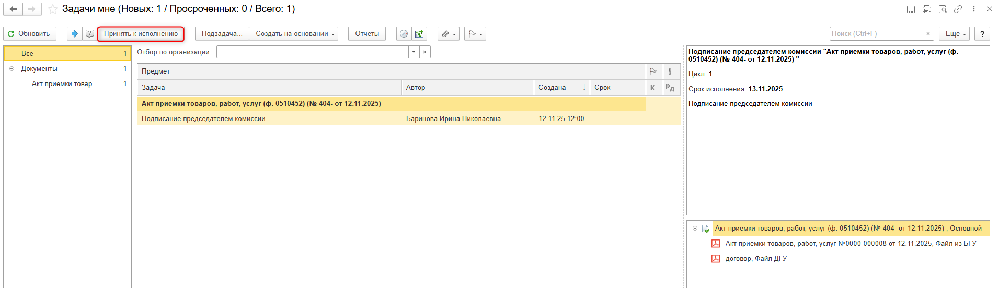 Задачи мне (Новых: 1 / Просроченных: 0 / Всего: 1)
Обновить
Принять к исполнению
Подзадача...
Создать на основании
Отчеты
Поиск (Ctrl+F)
×
Еще
?
Все 1
Документы 1
Акт приемки товар... 1
Отбор по организации:
Предмет
Задача Автор Создана ↓ Срок К Рд
Акт приемки товаров, работ, услуг (ф. 0510452) (№ 404- от 12.11.2025)
Подписание председателем комиссии Баринова Ирина Николаевна 12.11.25 12:00
Подписание председателем комиссии "Акт приемки товаров, работ, услуг (ф.
0510452) (№ 404- от 12.11.2025) "
Цикл: 1
Срок исполнения: 13.11.2025
Подписание председателем комиссии
Акт приемки товаров, работ, услуг (ф. 0510452) (№ 404- от 12.11.2025) , Основной
Акт приемки товаров, работ, услуг №0000-000008 от 12.11.2025, Файл из БГУ
договор, Файл ДГУ